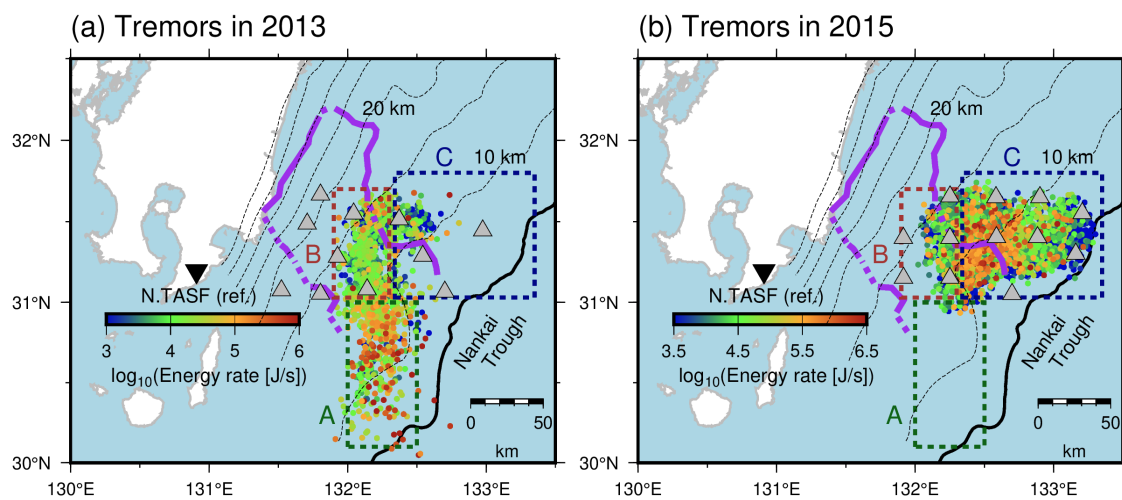 (a) Tremors in 2013
20 km
C
10 km
32°N
B
N.TASF (ref.)
31°N
3 4 5 6
log10(Energy rate [J/s])
Nankai
Trough
A
0 50
km
30°N
130°E 131°E 132°E 133°E
(b) Tremors in 2015
20 km
C
10 km
32°N
B
N.TASF (ref.)
31°N
3.5 4.5 5.5 6.5
log10(Energy rate [J/s])
Nankai
Trough
A
0 50
km
30°N
130°E 131°E 132°E 133°E